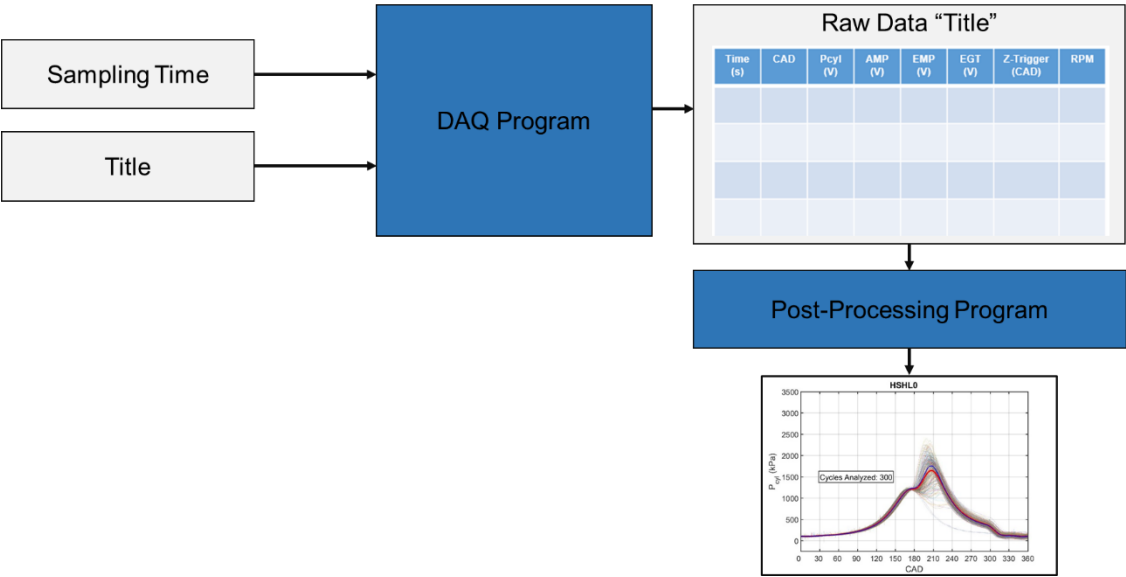 Sampling Time
Title
DAQ Program
Raw Data “Title”
Time (s) CAD Pcyl (V) AMP (V) EMP (V) EGT (V) Z-Trigger (CAD) RPM
Post-Processing Program
HSHL0
3500
3000
2500
2000
1500
1000
500
0
P_cyl (kPa)
Cycles Analyzed: 300
0 30 60 90 120 150 180 210 240 270 300 330 360
CAD